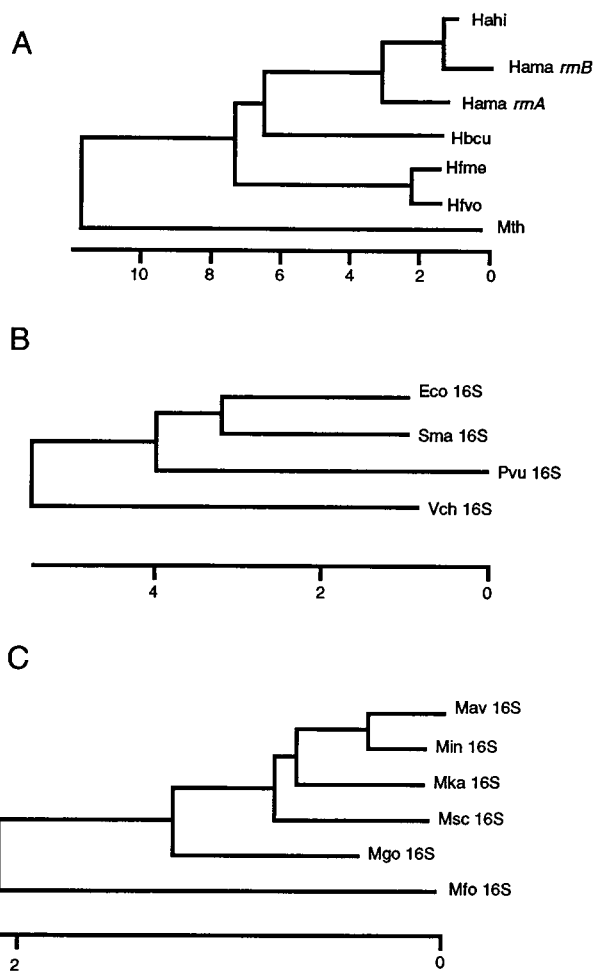 A
Hahi
Hama rrnB
Hama rrnA
Hbcu
Hfme
Hfvo
Mth
10 8 6 4 2 0
B
Eco 16S
Sma 16S
Pvu 16S
Vch 16S
4 2 0
C
Mav 16S
Min 16S
Mka 16S
Msc 16S
Mgo 16S
Mfo 16S
2 0